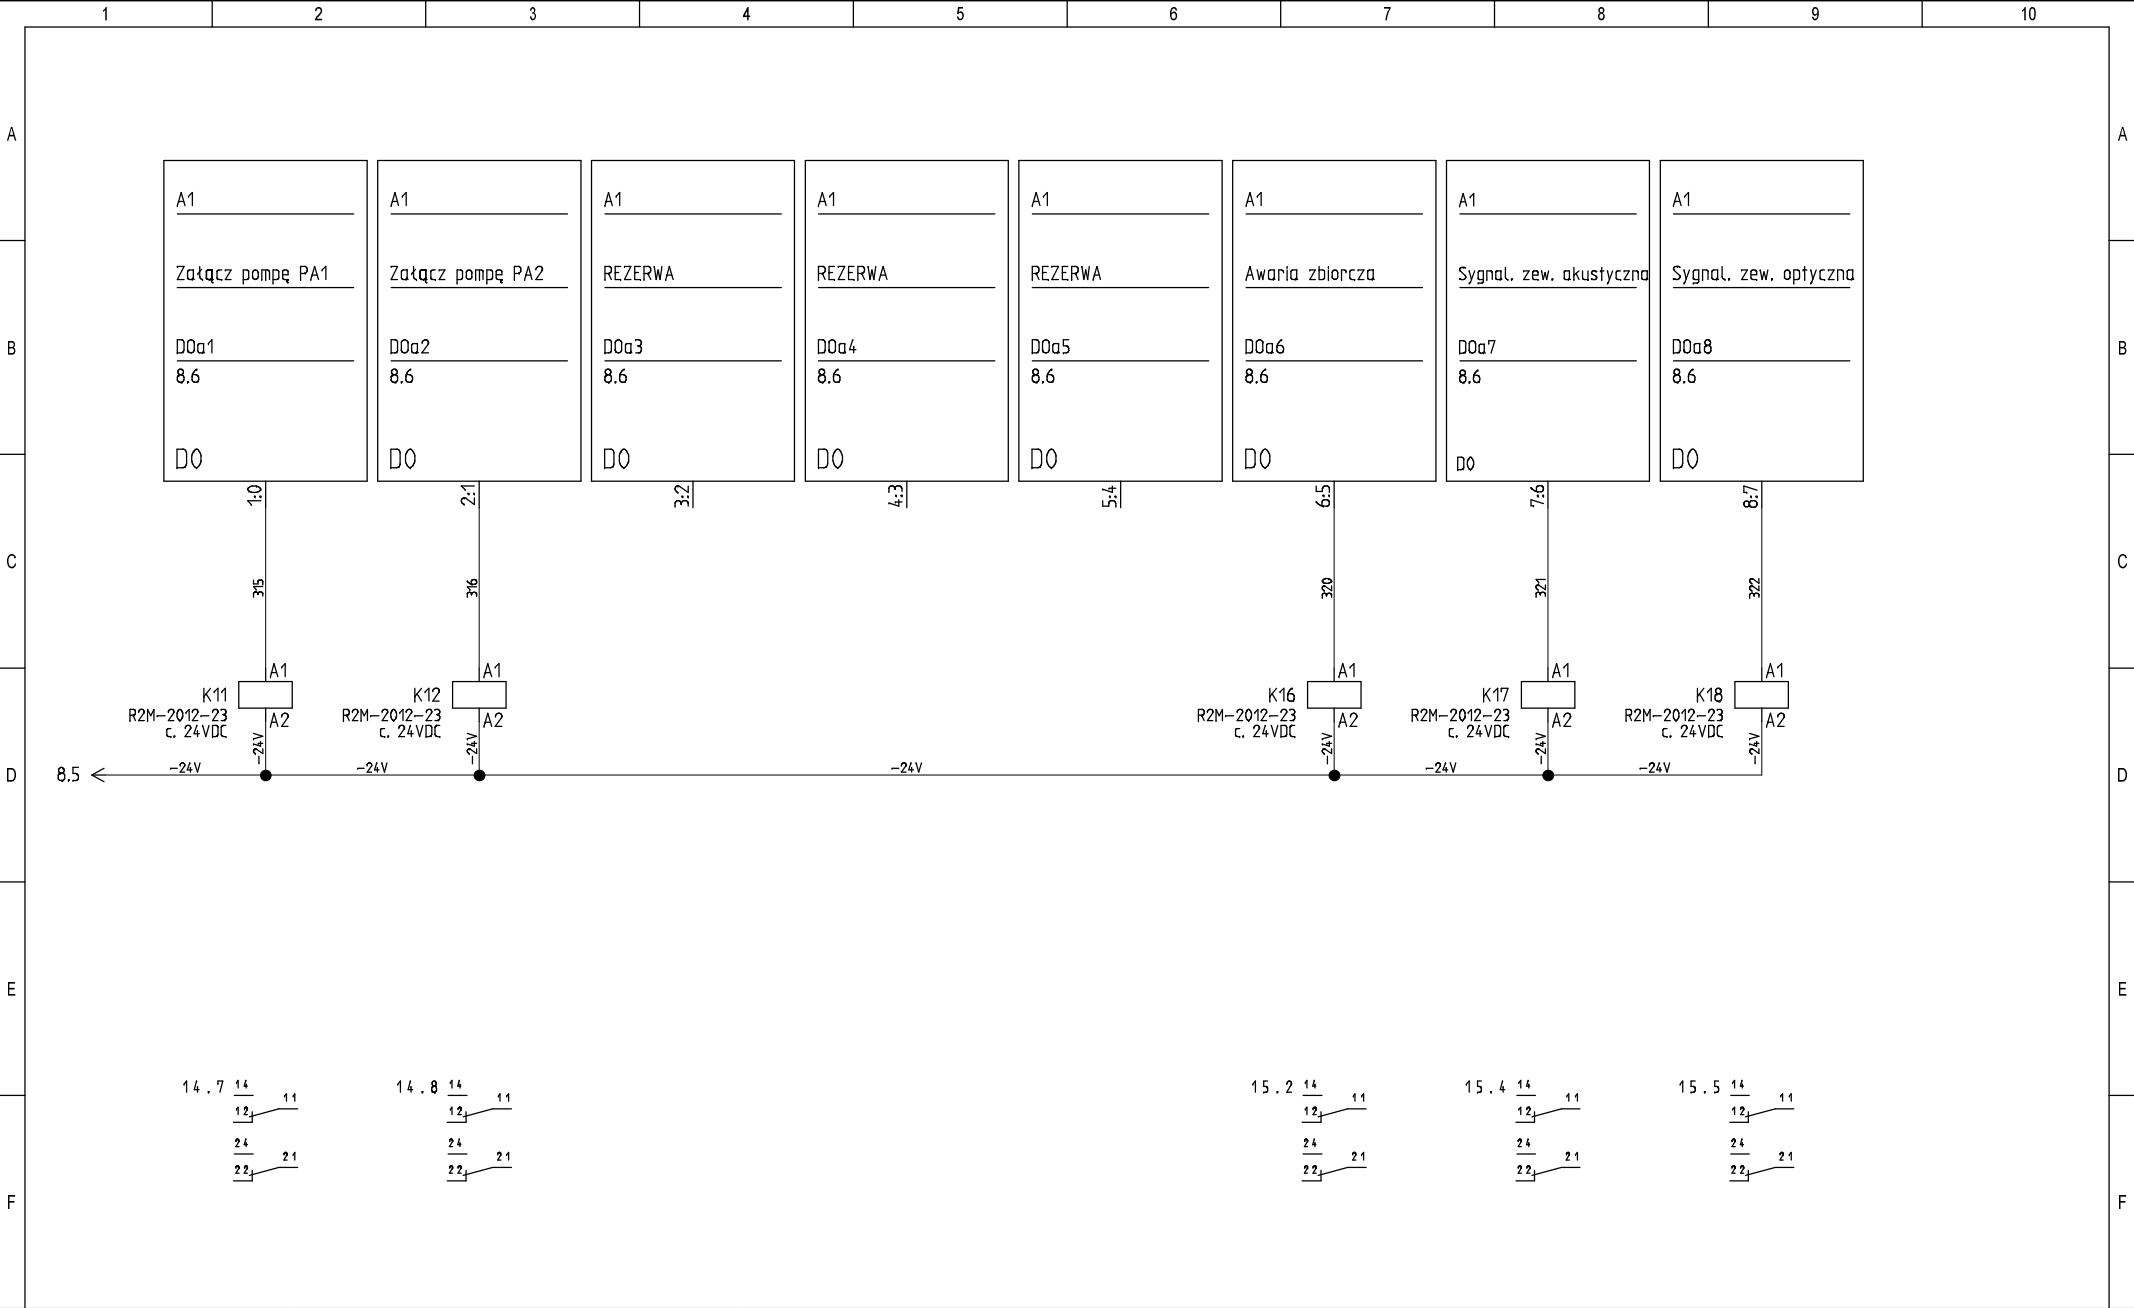 1 2 3 4 5 6 7 8 9 10
A A
A1 A1 A1 A1 A1 A1 A1 A1
Załącz pompę PA1 Załącz pompę PA2 REZERWA REZERWA REZERWA Awaria zbiorcza Sygnal. zew. akustyczna Sygnal. zew. optyczna
B DOa1 DOa2 DOa3 DOa4 DOa5 DOa6 DOa7 DOa8 B
8.6 8.6 8.6 8.6 8.6 8.6 8.6 8.6
DO DO DO DO DO DO DO DO
1:0 2:1 3:2 4:3 5:4 6:5 7:6 8:7
C C
315 316 320 321 322
A1 A1 A1 A1 A1
K11 K12 K16 K17 K18
R2M-2012-23 R2M-2012-23 R2M-2012-23 R2M-2012-23 R2M-2012-23
A2 A2 A2 A2 A2
c. 24VDC c. 24VDC c. 24VDC c. 24VDC c. 24VDC
-24V -24V -24V -24V -24V
-24V -24V -24V -24V -24V
D 8.5 D
E E
14.7 14 14.8 14 15.2 14 15.4 14 15.5 14
11 11 11 11 11
12 12 12 12 12
24 24 24 24 24
21 21 21 21 21
22 22 22 22 22
F F